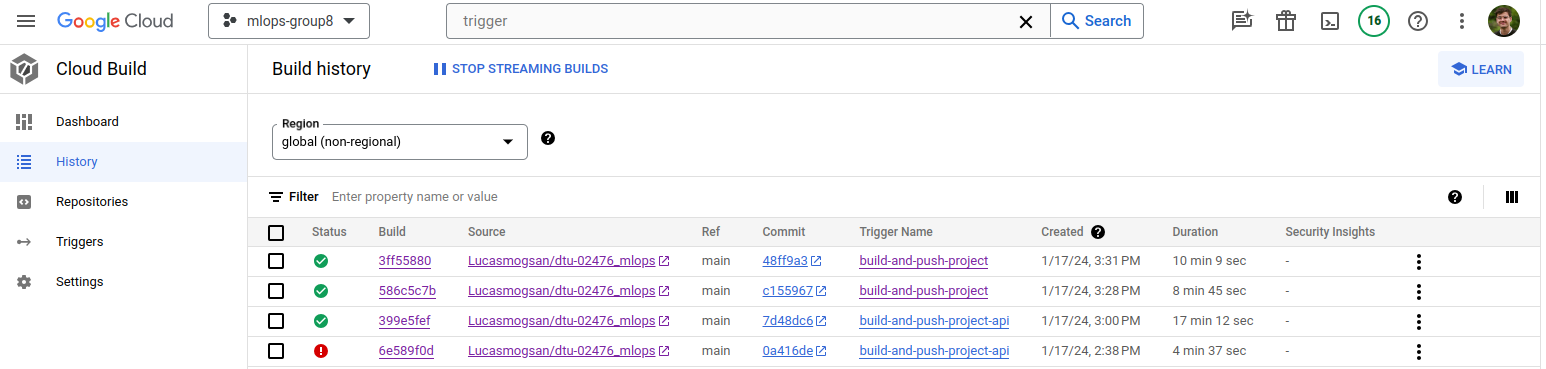 Google Cloud mlops-group8 trigger Search 16
Cloud Build Build history STOP STREAMING BUILDS LEARN
Dashboard
History
Repositories
Triggers
Settings
Region
global (non-regional)
Filter Enter property name or value
Status Build Source Ref Commit Trigger Name Created Duration Security Insights
3ff55880 Lucasmogsan/dtu-02476_mlops main 48ff9a3 build-and-push-project 1/17/24, 3:31 PM 10 min 9 sec -
586c5c7b Lucasmogsan/dtu-02476_mlops main c155967 build-and-push-project 1/17/24, 3:28 PM 8 min 45 sec -
399e5fef Lucasmogsan/dtu-02476_mlops main 7d48dc6 build-and-push-project-api 1/17/24, 3:00 PM 17 min 12 sec -
6e589f0d Lucasmogsan/dtu-02476_mlops main 0a416de build-and-push-project-api 1/17/24, 2:38 PM 4 min 37 sec -